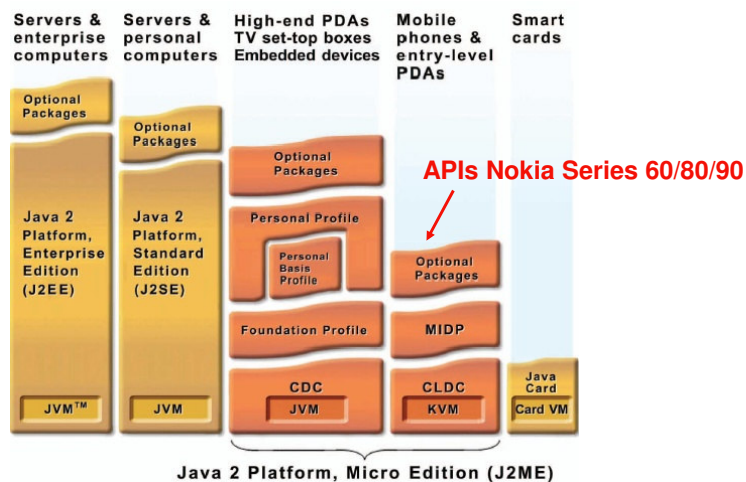 Servers &
enterprise
computers
Servers &
personal
computers
High-end PDAs
TV set-top boxes
Embedded devices
Mobile
phones &
entry-level
PDAs
Smart
cards
Optional
Packages
Optional
Packages
Optional
Packages
APIs Nokia Series 60/80/90
Java 2
Platform,
Enterprise
Edition
(J2EE)
Java 2
Platform,
Standard
Edition
(J2SE)
Personal Profile
Personal
Basis
Profile
Optional
Packages
Foundation Profile
MIDP
CDC
JVM
CLDC
KVM
Java
Card
Card VM
JVM™
JVM
Java 2 Platform, Micro Edition (J2ME)